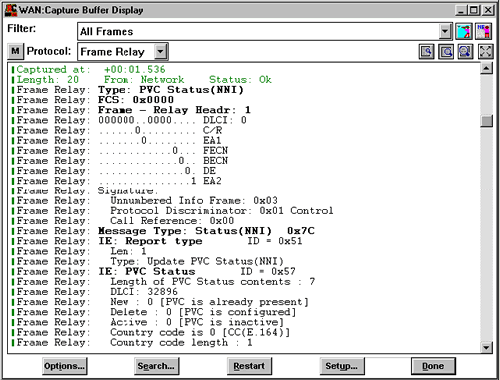 WAN:Capture Buffer Display
Filter: All Frames
M Protocol: Frame Relay
Captured at: +00:01.536
Length: 20 From: Network Status: Ok
Frame Relay: Type: PVC Status(NNI)
Frame Relay: FCS: 0x0000
Frame Relay: Frame - Relay Headr: 1
Frame Relay: 000000..0000.... DLCI: 0
Frame Relay: ......0......... C/R
Frame Relay: .......0........ EA1
Frame Relay: ............0... FECN
Frame Relay: .............0.. BECN
Frame Relay: ..............0. DE
Frame Relay: ...............1 EA2
Frame Relay: Signature:
Frame Relay: Unnumbered Info Frame: 0x03
Frame Relay: Protocol Discriminator: 0x01 Control
Frame Relay: Call Reference: 0x00
Frame Relay: Message Type: Status(NNI) 0x7C
Frame Relay: IE: Report type ID = 0x51
Frame Relay: Len: 1
Frame Relay: Type: Update PVC Status(NNI)
Frame Relay: IE: PVC Status ID = 0x57
Frame Relay: Length of PVC Status contents : 7
Frame Relay: DLCI: 32896
Frame Relay: New : 0 [PVC is already present]
Frame Relay: Delete : 0 [PVC is configured]
Frame Relay: Active : 0 [PVC is inactive]
Frame Relay: Country code is 0 [CC(E.164)]
Frame Relay: Country code length : 1
Options... Search... Restart Setup... Done